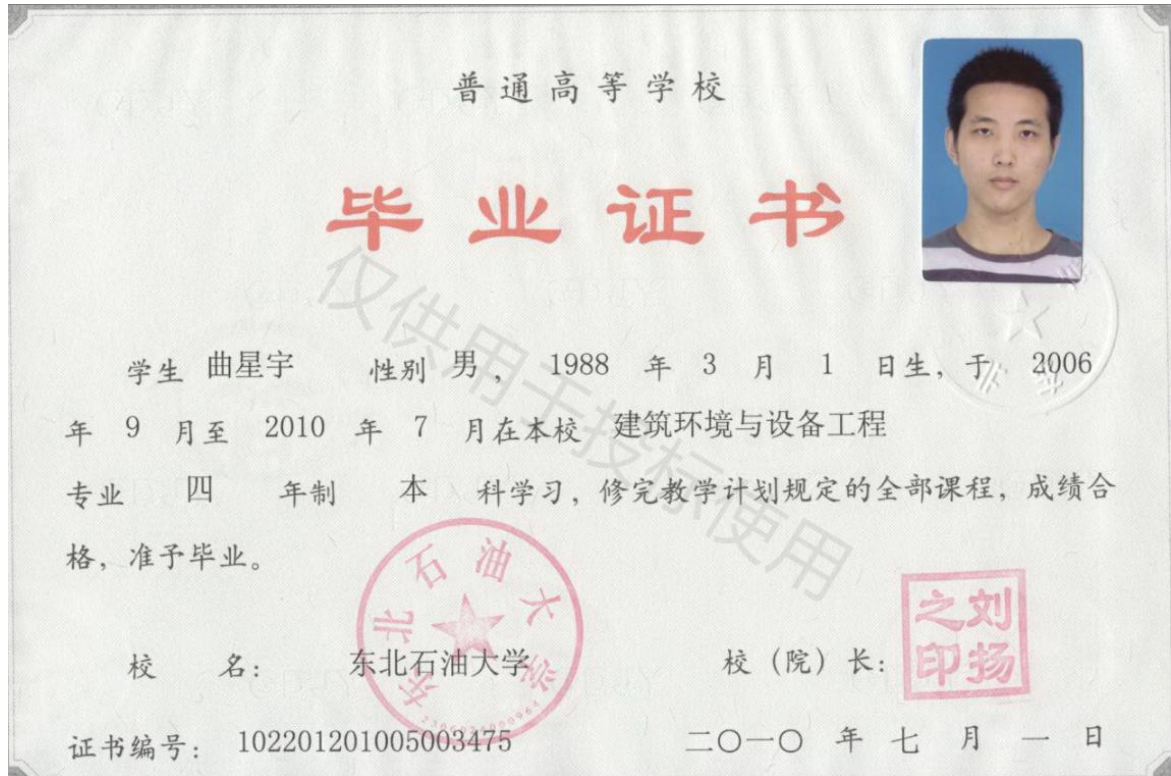 普通高等学校
毕业证书
学生 曲星宇 性别 男， 1988 年 3 月 1 日生，于 2006
年 9 月至 2010 年 7 月在本校 建筑环境与设备工程
专业 四 年制 本 科学习，修完教学计划规定的全部课程，成绩合
格，准予毕业。
校 名： 东北石油大学 校（院）长：
刘扬之印
东北石油大学
证书编号： 102201201005003475 二〇一〇 年 七 月 一 日
仅供用于投标使用